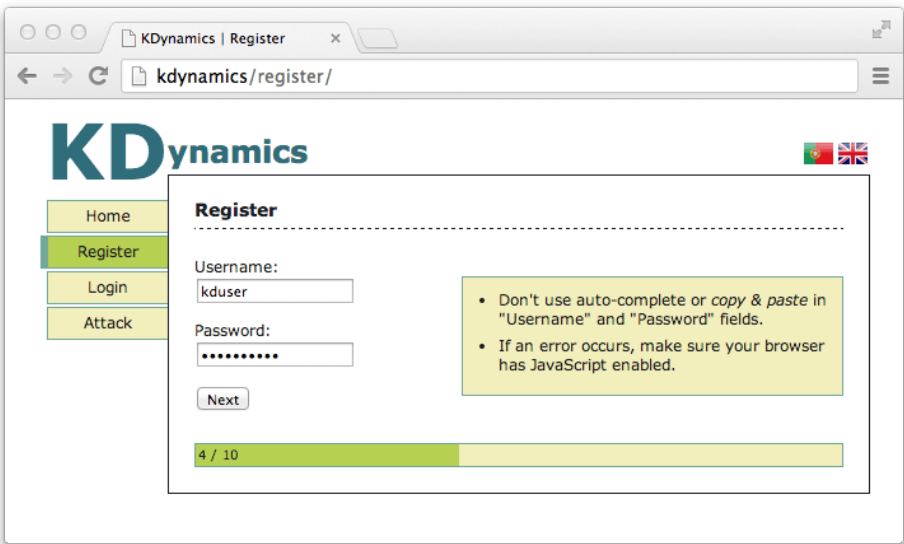 KDynamics | Register
kdynamics/register/
KDynamics
Home
Register
Login
Attack
Register
Username:
kduser
Password:
••••••••••
Next
• Don't use auto-complete or copy & paste in
"Username" and "Password" fields.
• If an error occurs, make sure your browser
has JavaScript enabled.
4 / 10